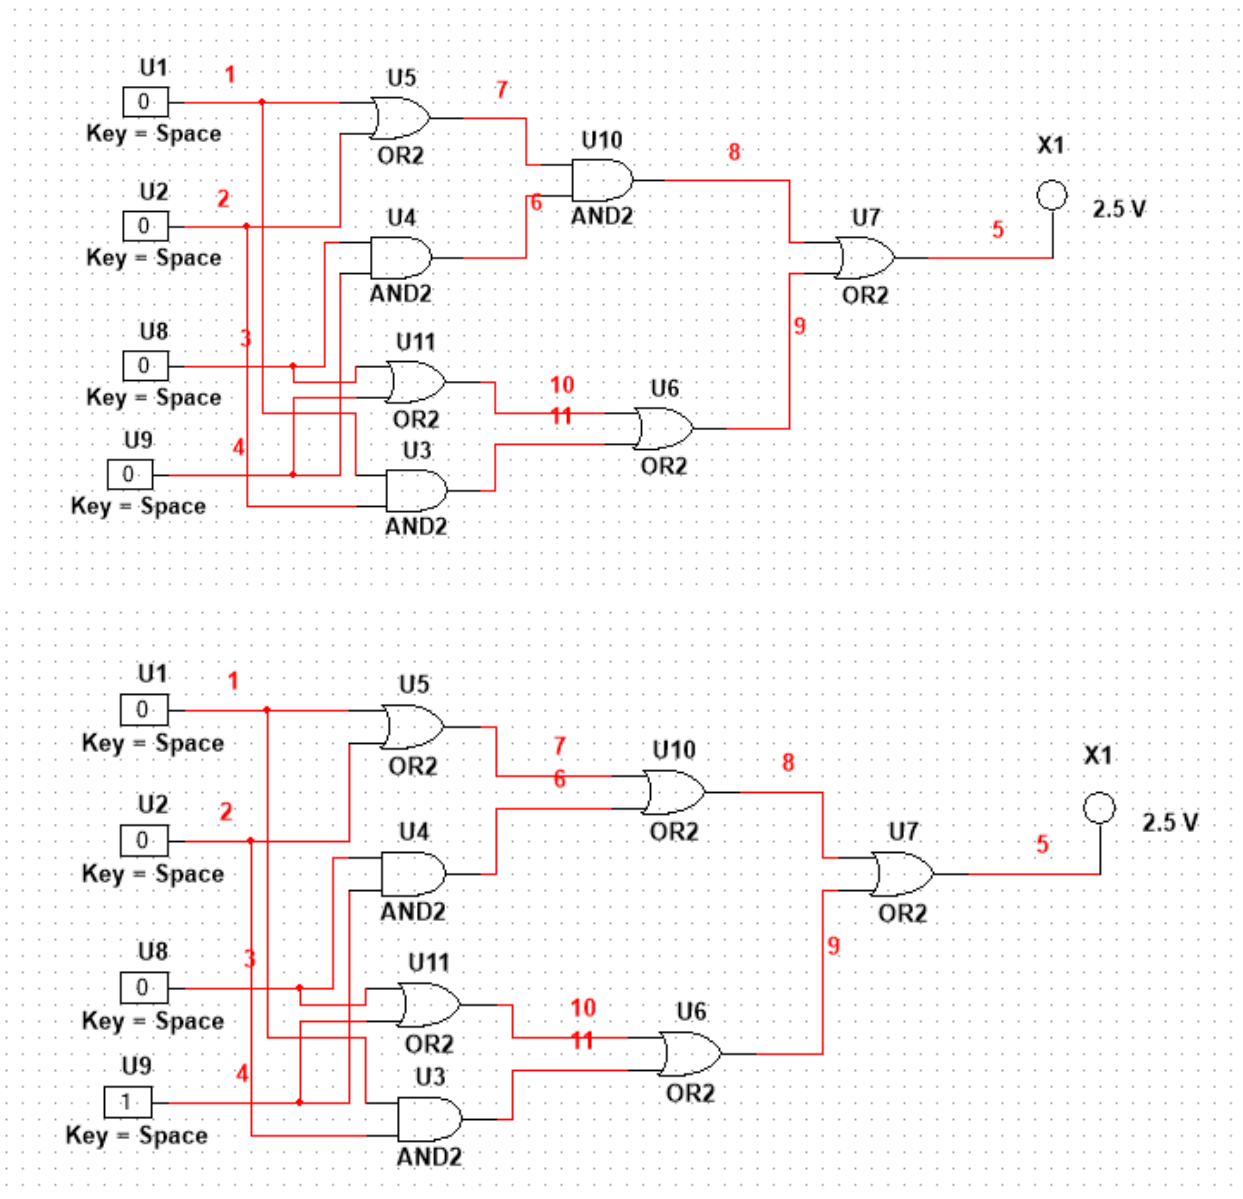 U1
1
U5
0
7
Key = Space
OR2
U10
X1
8
U2
2
6
0
U4
AND2
U7
2.5 V
5
Key = Space
AND2
OR2
U8
3
U11
9
0
10
U6
Key = Space
OR2
11
U9
4
U3
0
OR2
Key = Space
AND2
U1
1
U5
0
7
U10
Key = Space
OR2
6
8
X1
U2
2
0
U4
OR2
U7
2.5 V
5
Key = Space
AND2
OR2
U8
3
U11
9
0
10
U6
Key = Space
OR2
11
U9
4
U3
1
OR2
Key = Space
AND2